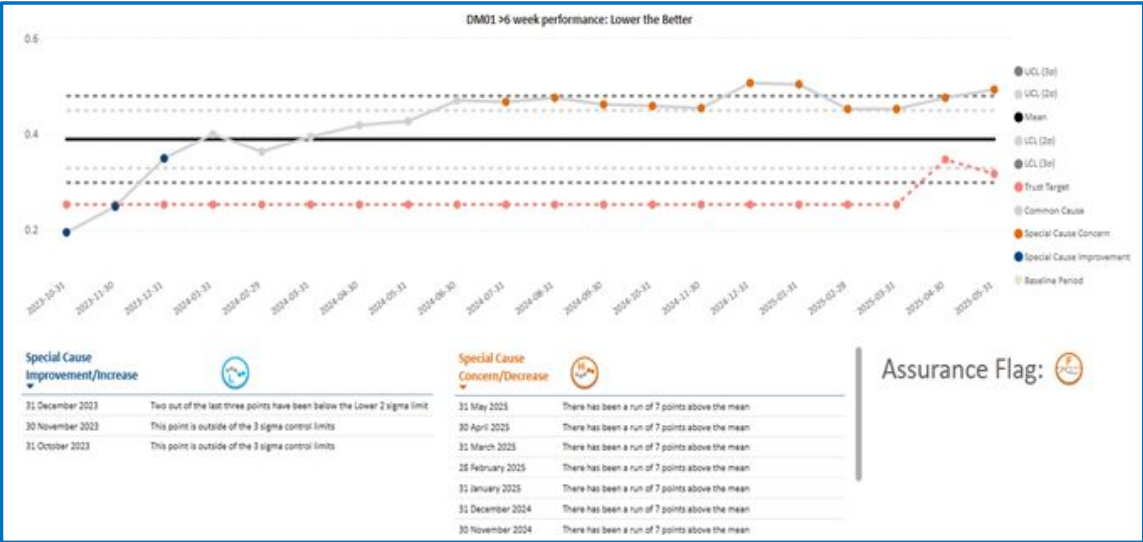 DM01 >6 week performance: Lower the Better
0.6
0.4
0.2
2023-10-31
2023-11-30
2023-12-31
2024-01-31
2024-02-29
2024-03-31
2024-04-30
2024-05-31
2024-06-30
2024-07-31
2024-08-31
2024-09-30
2024-10-31
2024-11-30
2024-12-31
2025-01-31
2025-02-28
2025-03-31
2025-04-30
2025-05-31
UCL (3σ)
UCL (2σ)
Mean
LCL (2σ)
LCL (3σ)
Trust Target
Common Cause
Special Cause Concern
Special Cause Improvement
Baseline Period
Special Cause
Improvement/Increase
L
31 December 2023 Two out of the last three points have been below the Lower 2 sigma limit
30 November 2023 This point is outside of the 3 sigma control limits
31 October 2023 This point is outside of the 3 sigma control limits
Special Cause
Concern/Decrease
H
31 May 2025 There has been a run of 7 points above the mean
30 April 2025 There has been a run of 7 points above the mean
31 March 2025 There has been a run of 7 points above the mean
28 February 2025 There has been a run of 7 points above the mean
31 January 2025 There has been a run of 7 points above the mean
31 December 2024 There has been a run of 7 points above the mean
30 November 2024 There has been a run of 7 points above the mean
Assurance Flag:
F